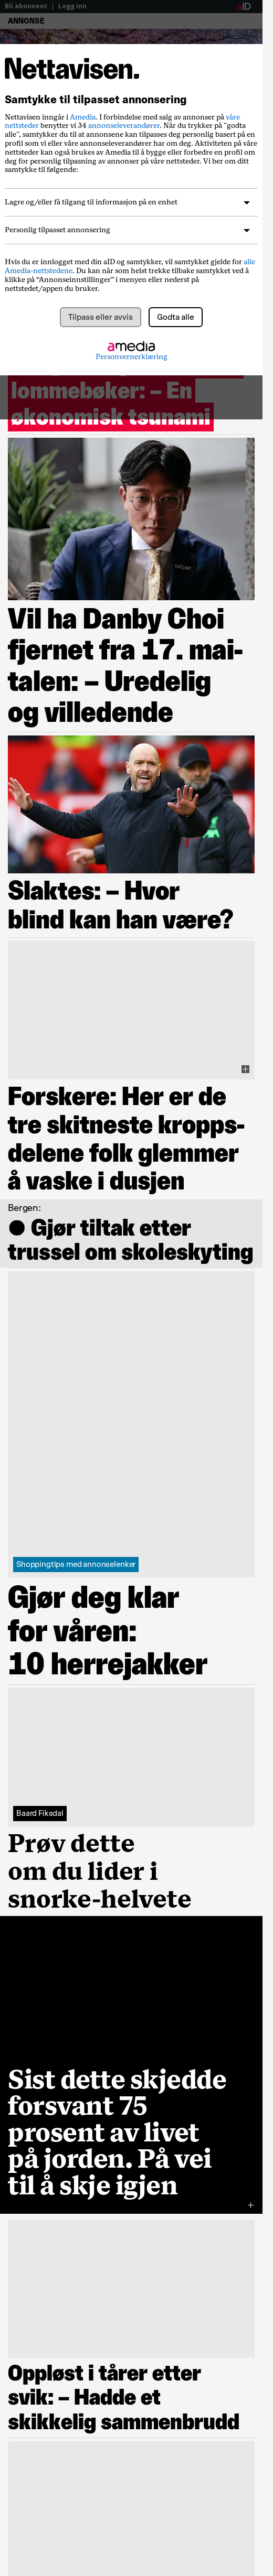 Bli abonnent | Logg inn
aID
ANNONSE
Nettavisen.
Samtykke til tilpasset annonsering
Nettavisen inngår i Amedia. I forbindelse med salg av annonser på våre
nettsteder benytter vi 34 annonseleverandører. Når du trykker på "godta
alle", samtykker du til at annonsene kan tilpasses deg personlig basert på en
profil som vi eller våre annonseleverandører har om deg. Aktiviteten på våre
nettsteder kan også brukes av Amedia til å bygge eller forbedre en profil om
deg for personlig tilpasning av annonser på våre nettsteder. Vi ber om ditt
samtykke til følgende:
Lagre og/eller få tilgang til informasjon på en enhet
Personlig tilpasset annonsering
Hvis du er innlogget med din aID og samtykker, vil samtykket gjelde for alle
Amedia-nettstedene. Du kan når som helst trekke tilbake samtykket ved å
klikke på “Annonseinnstillinger” i menyen eller nederst på
nettstedet/appen du bruker.
Tilpass eller avvis
Godta alle
amedia
Personvernerklæring
lommebøker: – En
økonomisk tsunami
Vil ha Danby Choi
fjernet fra 17. mai-
talen: – Uredelig
og villedende
Slaktes: – Hvor
blind kan han være?
Forskere: Her er de
tre skitneste kropps-
delene folk glemmer
å vaske i dusjen
Bergen:
● Gjør tiltak etter
trussel om skoleskyting
Shoppingtips med annonselenker
Gjør deg klar
for våren:
10 herrejakker
Baard Fiksdal
Prøv dette
om du lider i
snorke-helvete
Sist dette skjedde
forsvant 75
prosent av livet
på jorden. På vei
til å skje igjen
Oppløst i tårer etter
svik: – Hadde et
skikkelig sammenbrudd